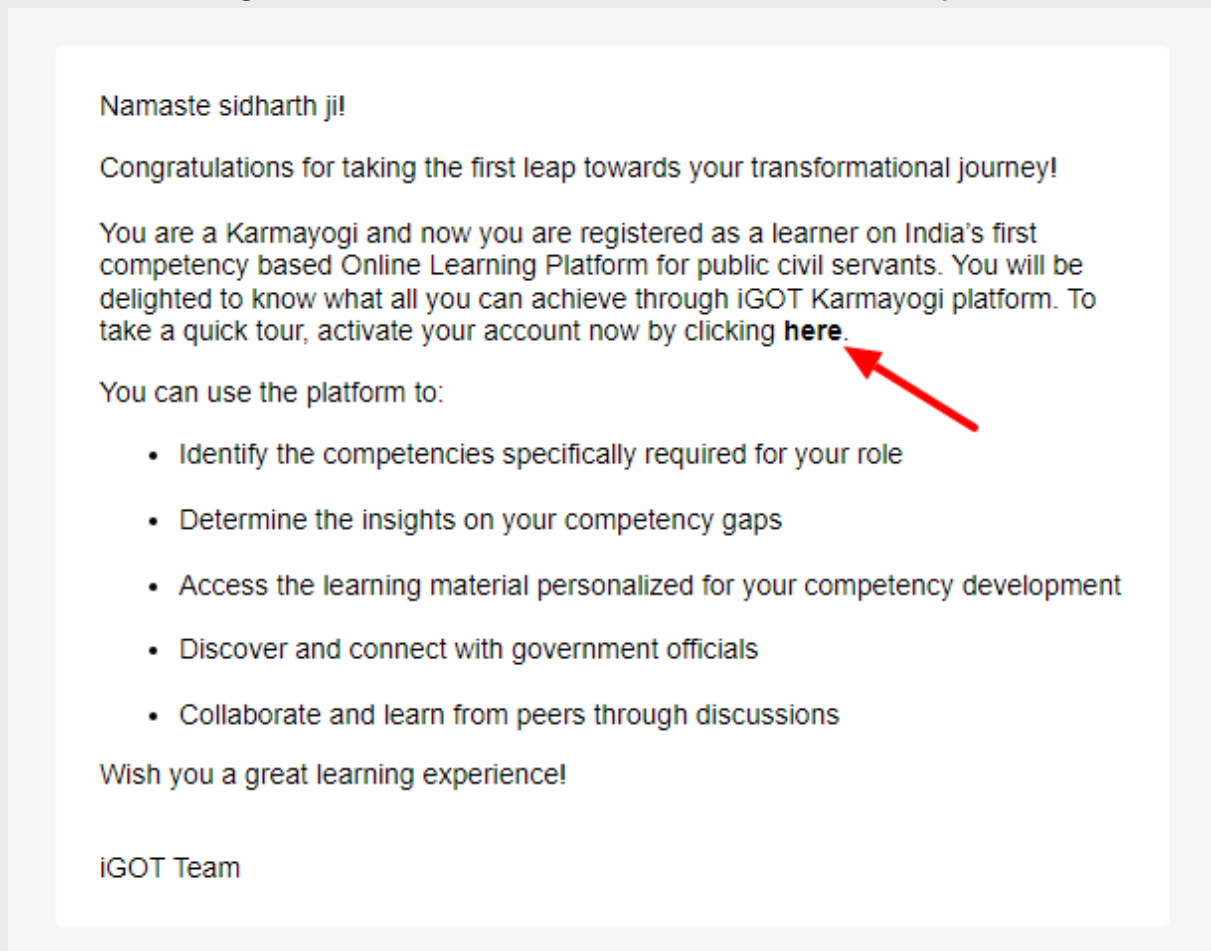 Namaste sidharth ji!
Congratulations for taking the first leap towards your transformational journey!
You are a Karmayogi and now you are registered as a learner on India’s first
competency based Online Learning Platform for public civil servants. You will be
delighted to know what all you can achieve through iGOT Karmayogi platform. To
take a quick tour, activate your account now by clicking here.
You can use the platform to:
• Identify the competencies specifically required for your role
• Determine the insights on your competency gaps
• Access the learning material personalized for your competency development
• Discover and connect with government officials
• Collaborate and learn from peers through discussions
Wish you a great learning experience!
iGOT Team